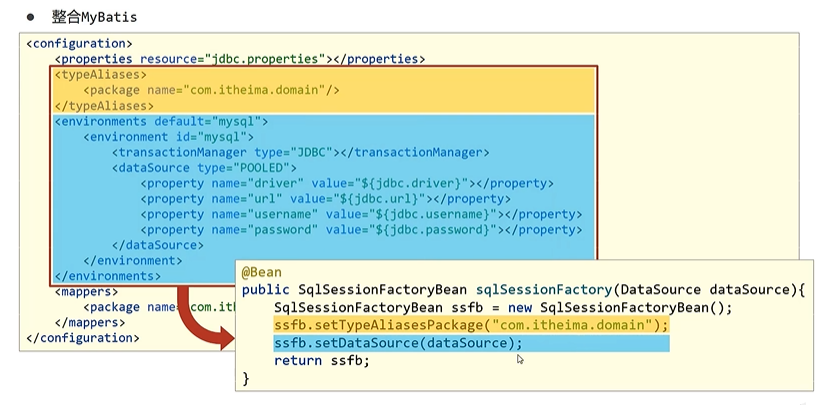 ● 整合MyBatis
<configuration>
<properties resource="jdbc.properties"></properties>
<typeAliases>
<package name="com.itheima.domain"/>
</typeAliases>
<environments default="mysql">
<environment id="mysql">
<transactionManager type="JDBC"></transactionManager>
<dataSource type="POOLED">
<property name="driver" value="${jdbc.driver}"></property>
<property name="url" value="${jdbc.url}"></property>
<property name="username" value="${jdbc.username}"></property>
<property name="password" value="${jdbc.password}"></property>
</dataSource>
</environment>
</environments>
<mappers>
<package name
</mappers>
</configuration>
@Bean
public SqlSessionFactoryBean sqlSessionFactory(DataSource dataSource){
SqlSessionFactoryBean ssfb = new SqlSessionFactoryBean();
ssfb.setTypeAliasesPackage("com.itheima.domain");
ssfb.setDataSource(dataSource);
return ssfb;
}